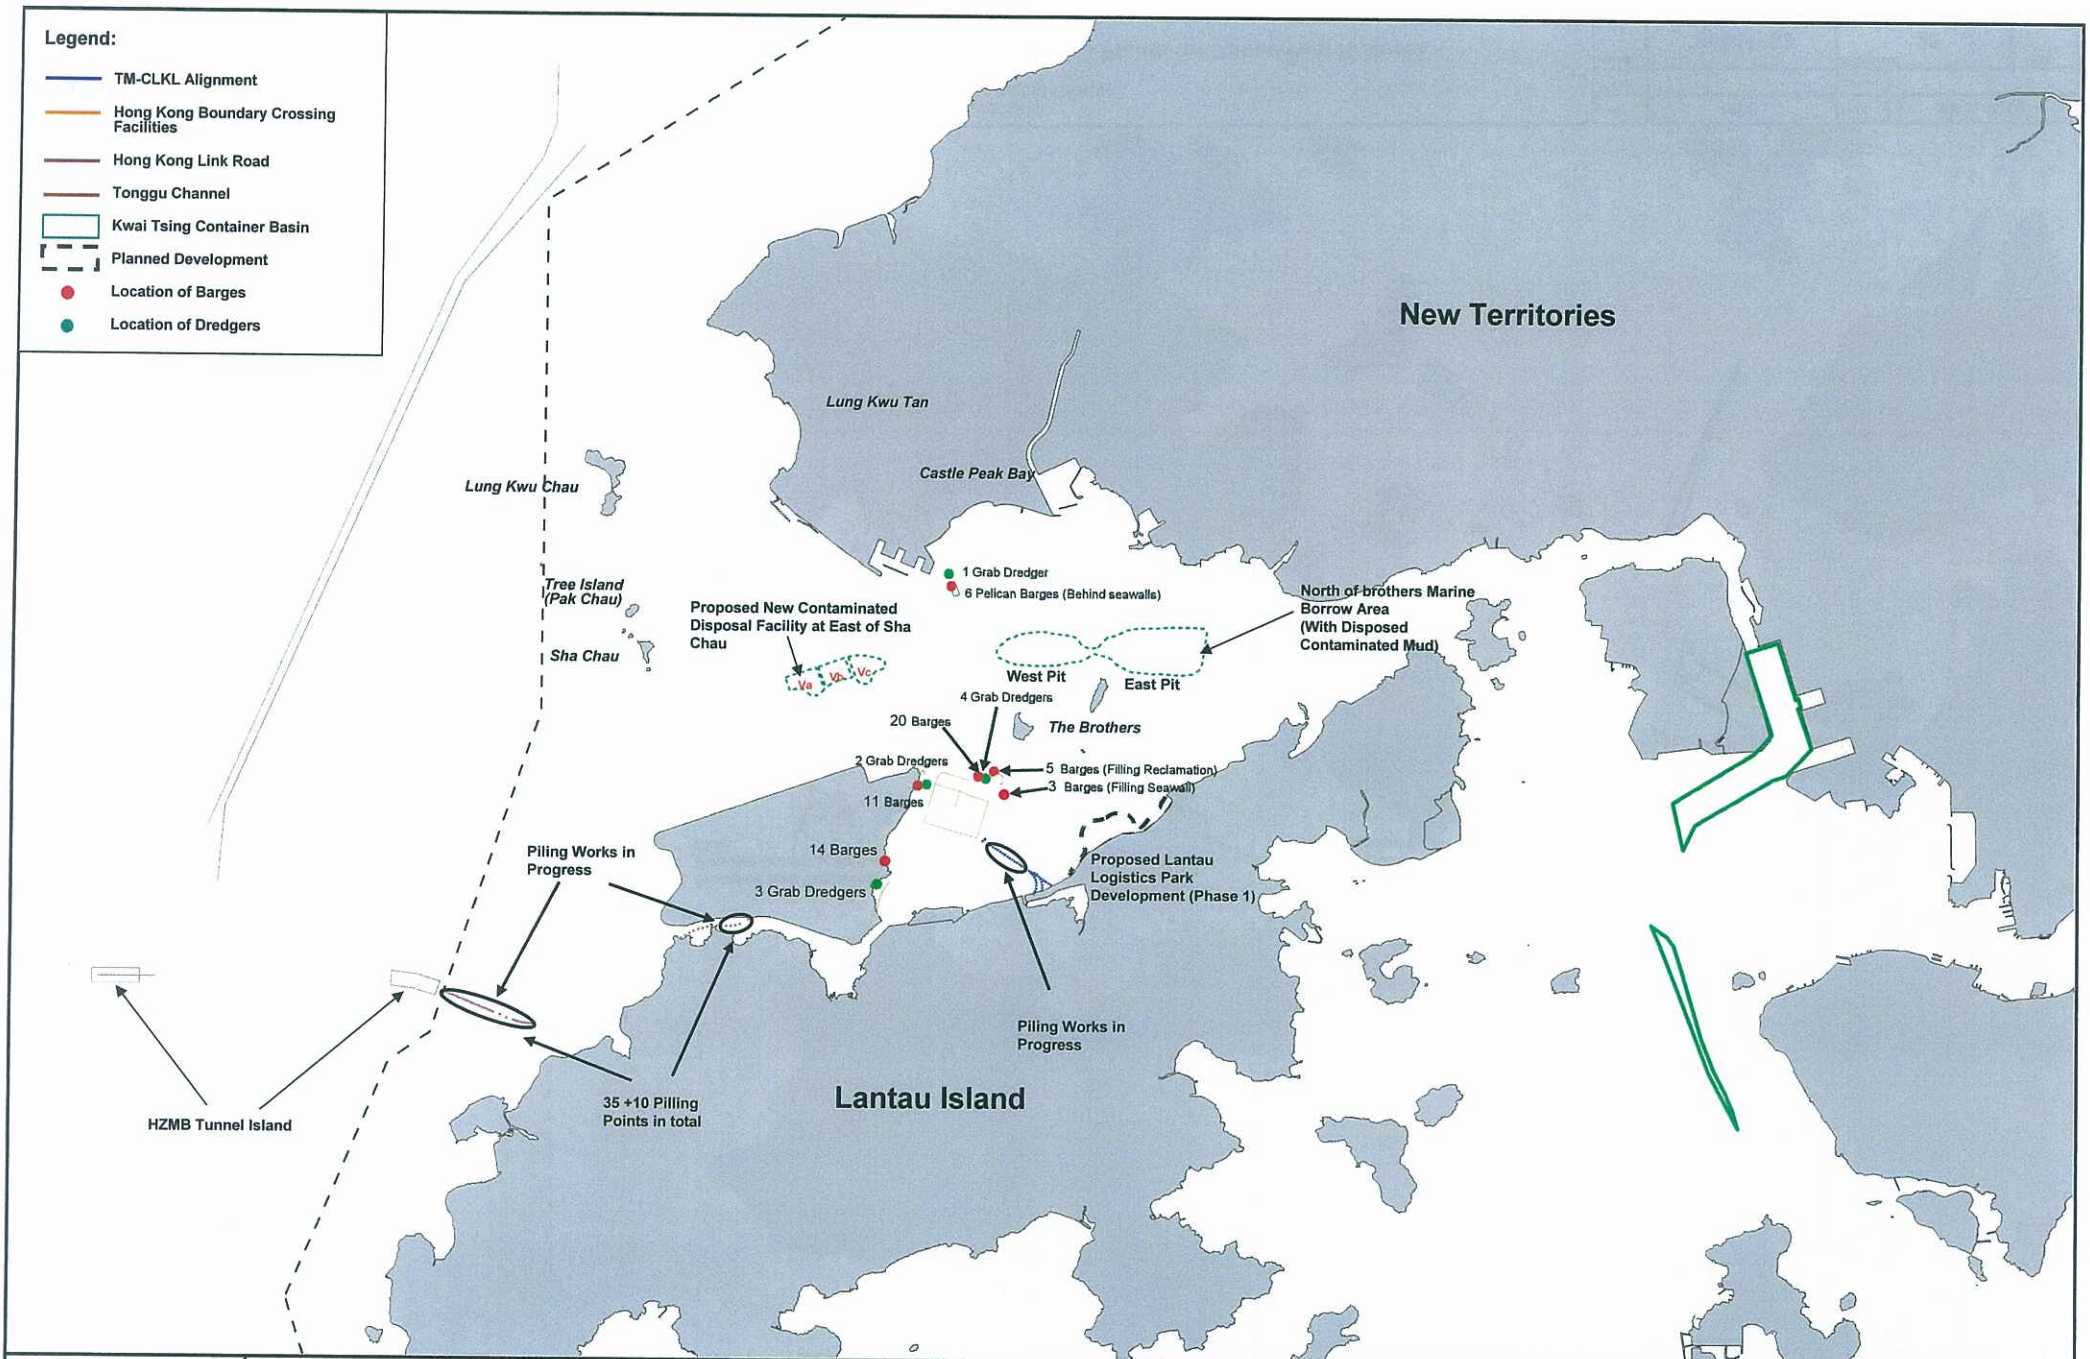 Legend:
TM-CLKL Alignment
Hong Kong Boundary Crossing
Facilities
Hong Kong Link Road
Tonggu Channel
Kwai Tsing Container Basin
Planned Development
Location of Barges
Location of Dredgers
New Territories
Lung Kwu Tan
Castle Peak Bay
Lung Kwu Chau
Tree Island
(Pak Chau)
Sha Chau
1 Grab Dredger
6 Pelican Barges (Behind seawalls)
Proposed New Contaminated
Disposal Facility at East of Sha
Chau
Va
Vb
Vc
North of brothers Marine
Borrow Area
(With Disposed
Contaminated Mud)
West Pit
East Pit
4 Grab Dredgers
20 Barges
The Brothers
2 Grab Dredgers
5 Barges (Filling Reclamation)
3 Barges (Filling Seawall)
11 Barges
14 Barges
3 Grab Dredgers
Piling Works in
Progress
Proposed Lantau
Logistics Park
Development (Phase 1)
Piling Works in
Progress
HZMB Tunnel Island
35 +10 Pilling
Points in total
Lantau Island